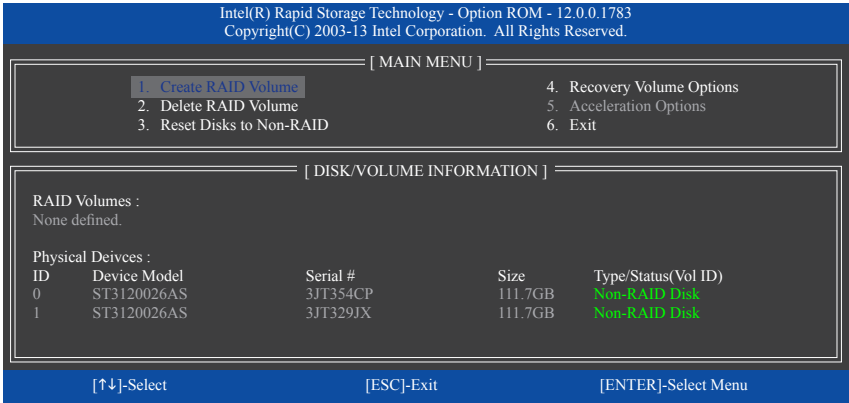 Intel(R) Rapid Storage Technology - Option ROM - 12.0.0.1783
Copyright(C) 2003-13 Intel Corporation.  All Rights Reserved.
[ MAIN MENU ]
1.  Create RAID Volume
2.  Delete RAID Volume
3.  Reset Disks to Non-RAID
4.  Recovery Volume Options
5.  Acceleration Options
6.  Exit
[ DISK/VOLUME INFORMATION ]
RAID Volumes :
None defined.
Physical Deivces :
ID Device Model Serial # Size Type/Status(Vol ID)
0 ST3120026AS 3JT354CP 111.7GB Non-RAID Disk
1 ST3120026AS 3JT329JX 111.7GB Non-RAID Disk
[↑↓]-Select [ESC]-Exit [ENTER]-Select Menu